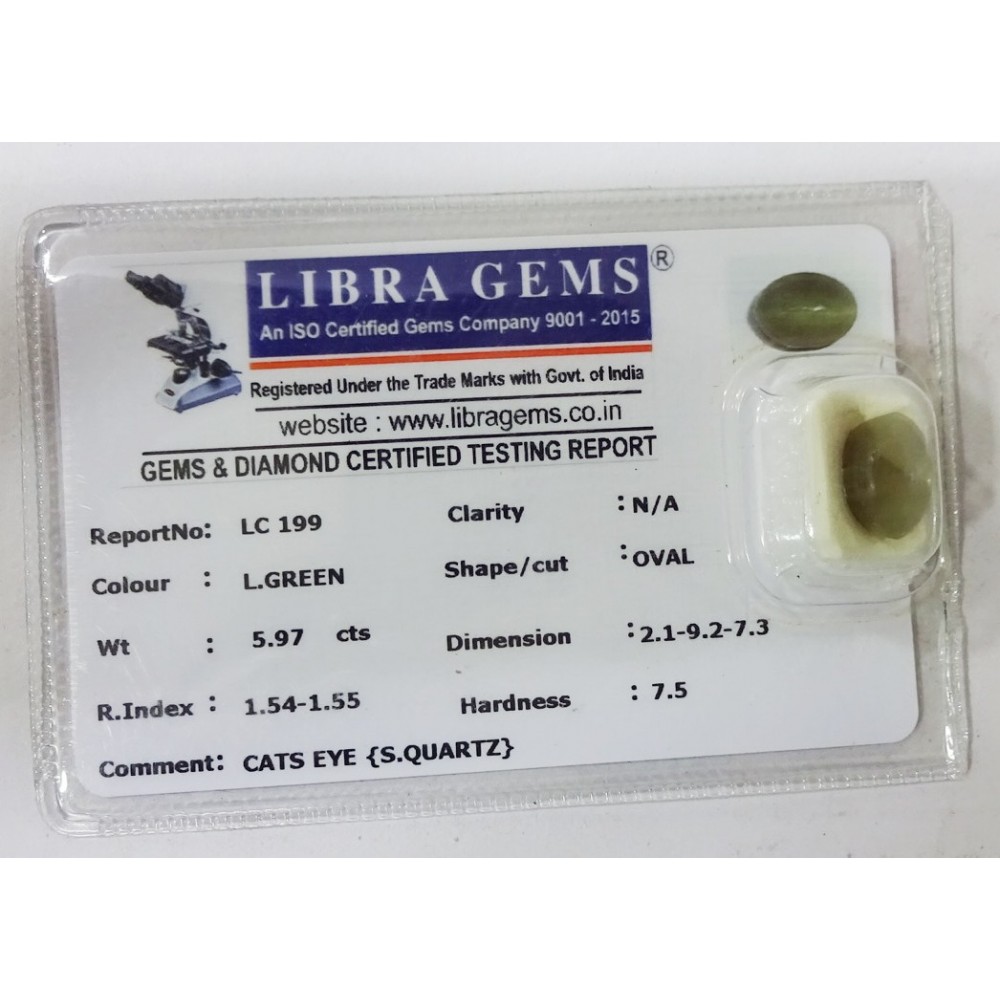 LIBRA GEMS ®
An ISO Certified Gems Company 9001 - 2015
Registered Under the Trade Marks with Govt. of India
website : www.libragems.co.in
GEMS & DIAMOND CERTIFIED TESTING REPORT
ReportNo: LC 199 Clarity : N/A
Colour : L.GREEN Shape/cut : OVAL
Wt : 5.97 cts Dimension : 2.1-9.2-7.3
R.Index : 1.54-1.55 Hardness : 7.5
Comment: CATS EYE {S.QUARTZ}